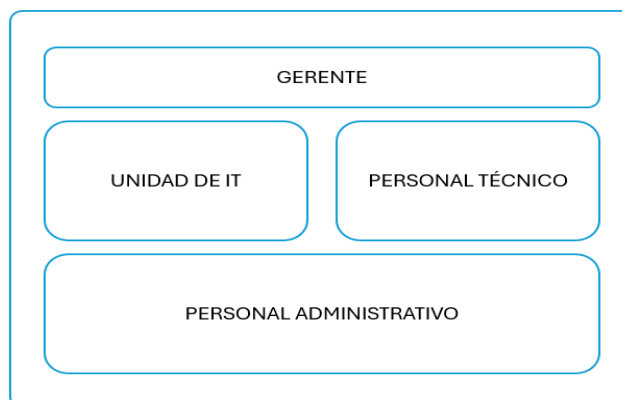 GERENTE
UNIDAD DE IT
PERSONAL TÉCNICO
PERSONAL ADMINISTRATIVO